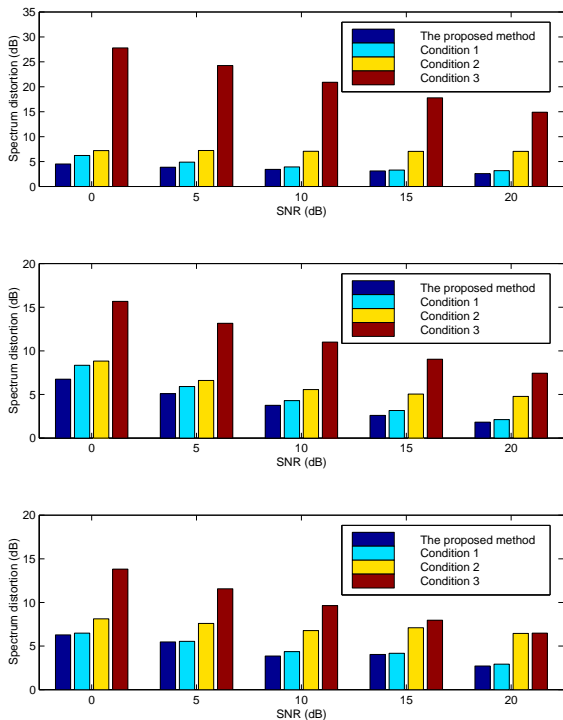 35
30
25
20
15
10
5
0
Spectrum distortion (dB)
The proposed method
Condition 1
Condition 2
Condition 3
0 5 10 15 20
SNR (dB)
20
15
10
5
0
Spectrum distortion (dB)
The proposed method
Condition 1
Condition 2
Condition 3
0 5 10 15 20
SNR (dB)
20
15
10
5
0
Spectrum distortion (dB)
The proposed method
Condition 1
Condition 2
Condition 3
0 5 10 15 20
SNR (dB)